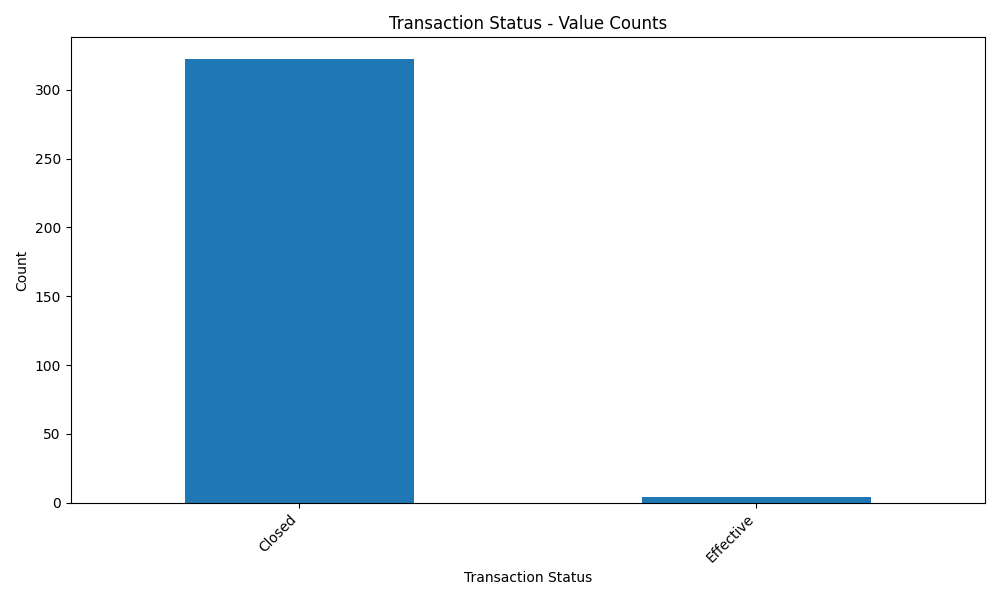 Transaction Status - Value Counts
Count
300
250
200
150
100
50
0
Closed
Effective
Transaction Status